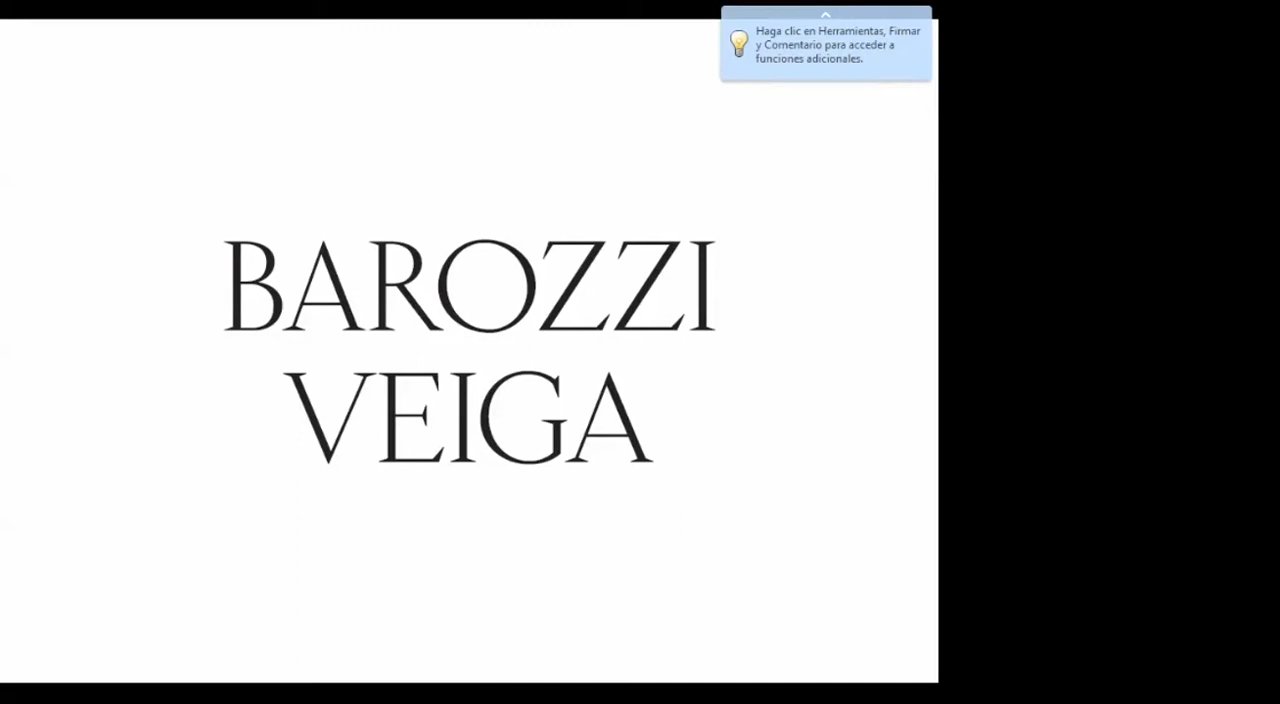 Haga clic en Herramientas, Firmar
y Comentario para acceder a
funciones adicionales.
BAROZZI
VEIGA